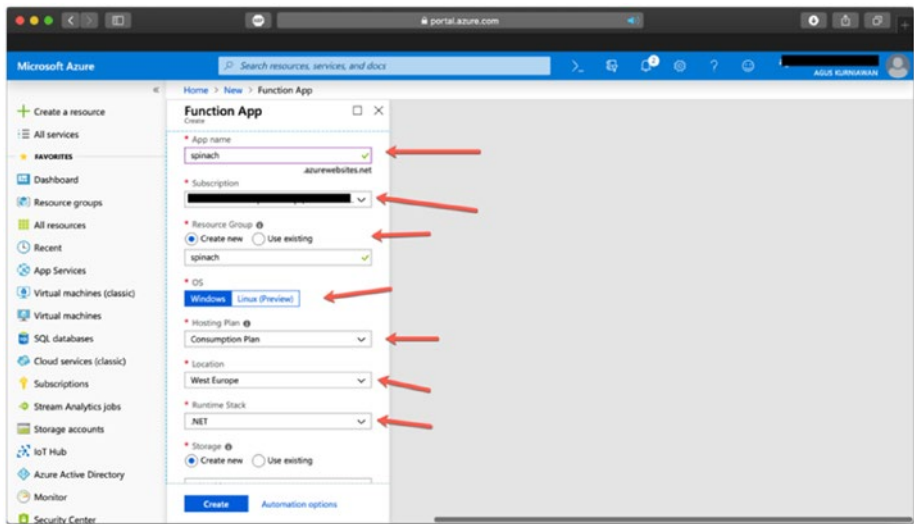 portal.azure.com
Microsoft Azure
Search resources, services, and docs
2
AGUS KURNIAWAN
Home > New > Function App
Create a resource
All services
FAVORITES
Dashboard
Resource groups
All resources
Recent
App Services
Virtual machines (classic)
Virtual machines
SQL databases
Cloud services (classic)
Subscriptions
Stream Analytics jobs
Storage accounts
IoT Hub
Azure Active Directory
Monitor
Security Center
Function App
Create
* App name
spinach
.azurewebsites.net
* Subscription
* Resource Group
Create new Use existing
spinach
* OS
Windows Linux (Preview)
* Hosting Plan
Consumption Plan
* Location
West Europe
* Runtime Stack
.NET
* Storage
Create new Use existing
Create Automation options